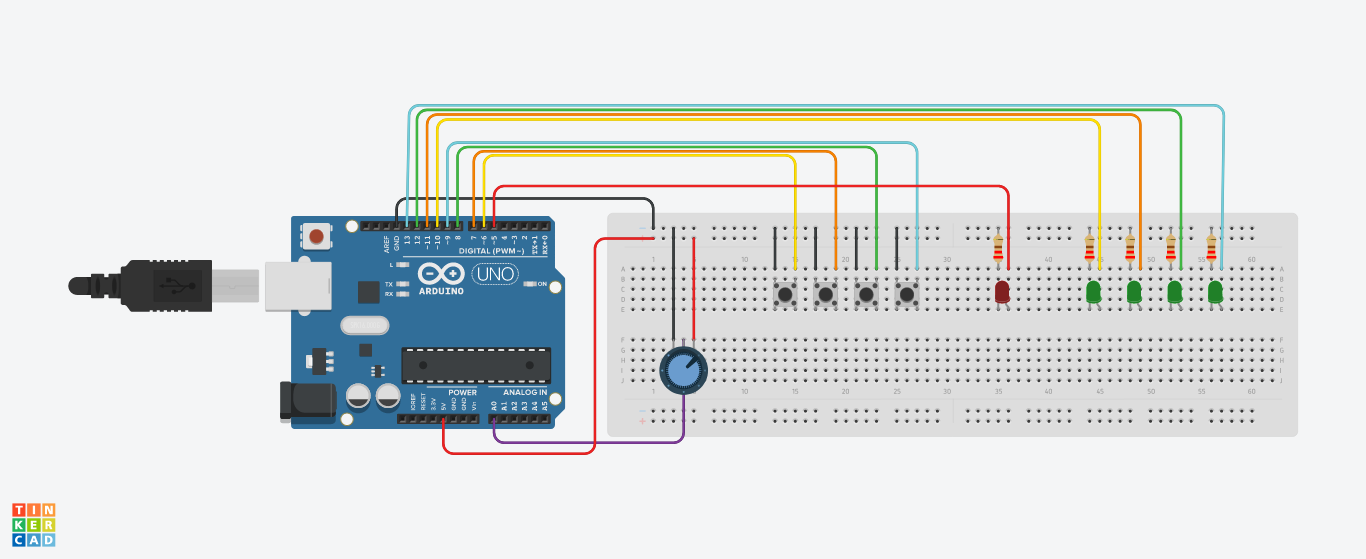 1 10 15 20 25 30 35 40 45 50 55 60
A A
B B
C C
D D
E E
F F
G G
H H
I I
J J
1 10 15 20 25 30 35 40 45 50 55 60
AREF
GND
13
12
~11
~10
~9
8
7
~6
~5
4
~3
2
TX→1
RX←0
DIGITAL (PWM~)
L
TX
RX
UNO
ARDUINO
ON
POWER
ANALOG IN
IOREF
RESET
3.3V
5V
GND
GND
Vin
A0
A1
A2
A3
A4
A5
TIN
KER
CAD